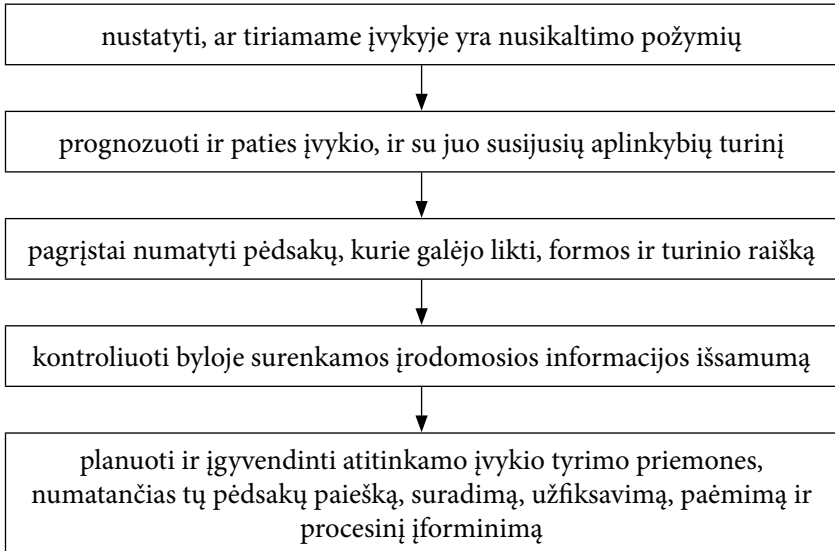 nustatyti, ar tiriamame įvykyje yra nusikaltimo požymių
prognozuoti ir paties įvykio, ir su juo susijusių aplinkybių turinį
pagrįstai numatyti pėdsakų, kurie galėjo likti, formos ir turinio raišką
kontroliuoti byloje surenkamos įrodomosios informacijos išsamumą
planuoti ir įgyvendinti atitinkamo įvykio tyrimo priemones,
numatančias tų pėdsakų paiešką, suradimą, užfiksavimą, paėmimą ir
procesinį įforminimą